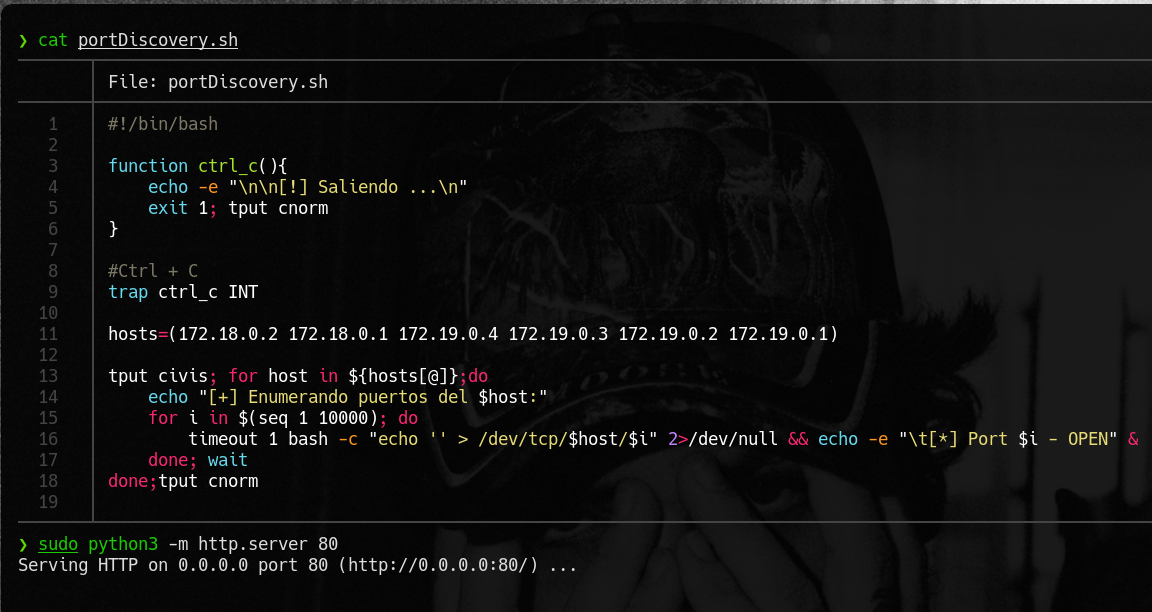 ❯ cat portDiscovery.sh
File: portDiscovery.sh
1 #!/bin/bash
2
3 function ctrl_c(){
4     echo -e "\n\n[!] Saliendo ...\n"
5     exit 1; tput cnorm
6 }
7
8 #Ctrl + C
9 trap ctrl_c INT
10
11 hosts=(172.18.0.2 172.18.0.1 172.19.0.4 172.19.0.3 172.19.0.2 172.19.0.1)
12
13 tput civis; for host in ${hosts[@]};do
14     echo "[+] Enumerando puertos del $host:"
15     for i in $(seq 1 10000); do
16         timeout 1 bash -c "echo '' > /dev/tcp/$host/$i" 2>/dev/null && echo -e "\t[*] Port $i - OPEN" &
17     done; wait
18 done;tput cnorm
19
❯ sudo python3 -m http.server 80
Serving HTTP on 0.0.0.0 port 80 (http://0.0.0.0:80/) ...